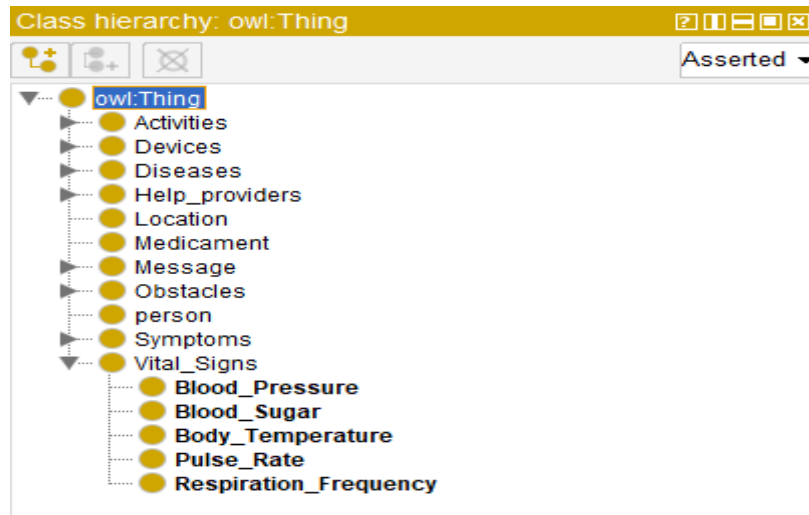 Class hierarchy: owl:Thing
Asserted
owl:Thing
Activities
Devices
Diseases
Help_providers
Location
Medicament
Message
Obstacles
person
Symptoms
Vital_Signs
Blood_Pressure
Blood_Sugar
Body_Temperature
Pulse_Rate
Respiration_Frequency